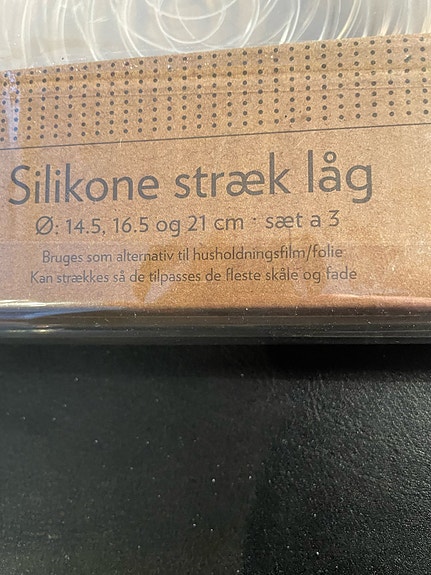 Silikone stræk låg
Ø: 14.5, 16.5 og 21 cm · sæt a 3
Bruges som alternativ til husholdningsfilm/folie
Kan strækkes så de tilpasses de fleste skåle og fade